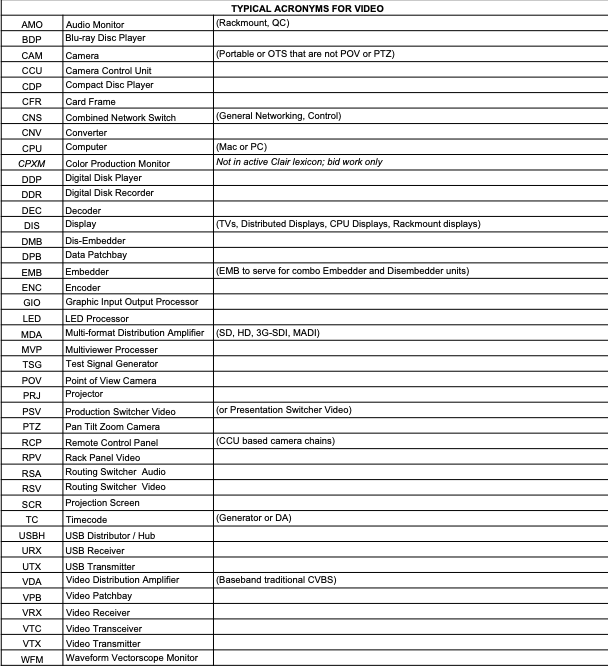 TYPICAL ACRONYMS FOR VIDEO
AMO Audio Monitor (Rackmount, QC)
BDP Blu-ray Disc Player
CAM Camera (Portable or OTS that are not POV or PTZ)
CCU Camera Control Unit
CDP Compact Disc Player
CFR Card Frame
CNS Combined Network Switch (General Networking, Control)
CNV Converter
CPU Computer (Mac or PC)
CPXM Color Production Monitor Not in active Clair lexicon; bid work only
DDP Digital Disk Player
DDR Digital Disk Recorder
DEC Decoder
DIS Display (TVs, Distributed Displays, CPU Displays, Rackmount displays)
DMB Dis-Embedder
DPB Data Patchbay
EMB Embedder (EMB to serve for combo Embedder and Disembedder units)
ENC Encoder
GIO Graphic Input Output Processor
LED LED Processor
MDA Multi-format Distribution Amplifier (SD, HD, 3G-SDI, MADI)
MVP Multiviewer Processer
TSG Test Signal Generator
POV Point of View Camera
PRJ Projector
PSV Production Switcher Video (or Presentation Switcher Video)
PTZ Pan Tilt Zoom Camera
RCP Remote Control Panel (CCU based camera chains)
RPV Rack Panel Video
RSA Routing Switcher Audio
RSV Routing Switcher Video
SCR Projection Screen
TC Timecode (Generator or DA)
USBH USB Distributor / Hub
URX USB Receiver
UTX USB Transmitter
VDA Video Distribution Amplifier (Baseband traditional CVBS)
VPB Video Patchbay
VRX Video Receiver
VTC Video Transceiver
VTX Video Transmitter
WFM Waveform Vectorscope Monitor